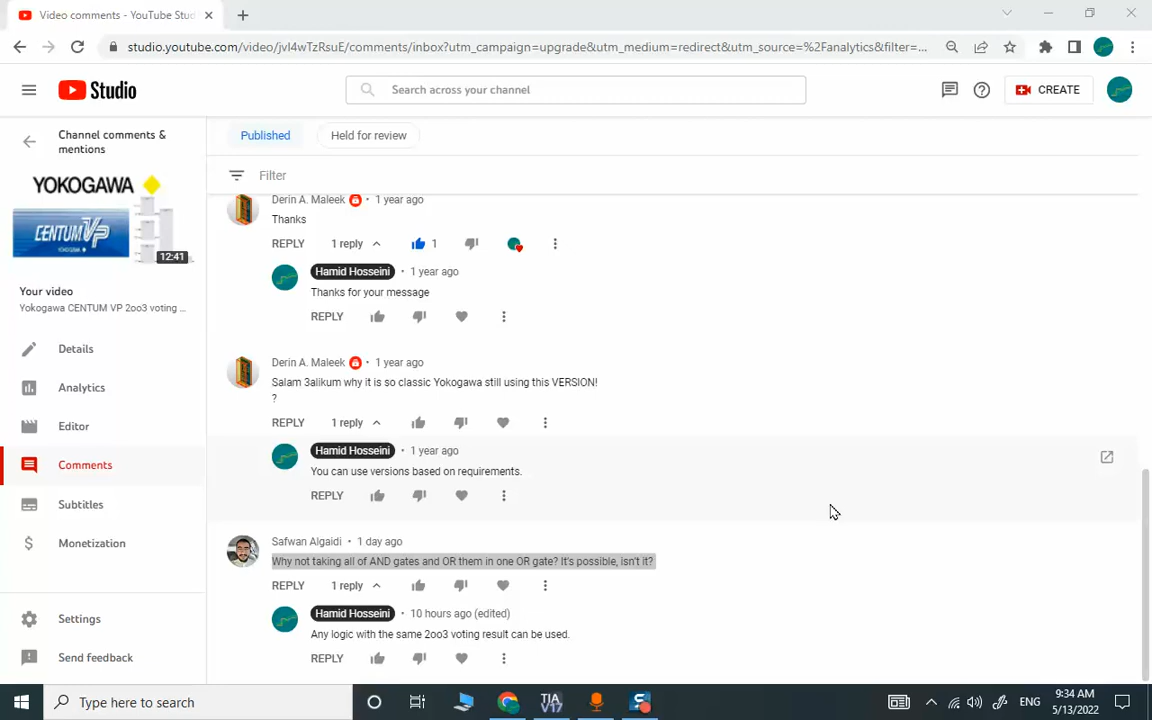 Video comments - YouTube Stud
studio.youtube.com/video/jvl4wTzRsuE/comments/inbox?utm_campaign=upgrade&utm_medium=redirect&utm_source=%2Fanalytics&filter=...
Studio
Search across your channel
CREATE
Channel comments &
mentions
YOKOGAWA
CENTUM VP
YOKOGAWA
12:41
Your video
Yokogawa CENTUM VP 2oo3 voting ...
Details
Analytics
Editor
Comments
Subtitles
Monetization
Settings
Send feedback
Published
Held for review
Filter
Derin A. Maleek • 1 year ago
Thanks
REPLY 1 reply 1
Hamid Hosseini • 1 year ago
Thanks for your message
REPLY
Derin A. Maleek • 1 year ago
Salam 3alikum why it is so classic Yokogawa still using this VERSION!
?
REPLY 1 reply
Hamid Hosseini • 1 year ago
You can use versions based on requirements.
REPLY
Safwan Algaidi • 1 day ago
Why not taking all of AND gates and OR them in one OR gate? It's possible, isn't it?
REPLY 1 reply
Hamid Hosseini • 10 hours ago (edited)
Any logic with the same 2oo3 voting result can be used.
REPLY
Type here to search
TIA
V17
ENG
9:34 AM
5/13/2022